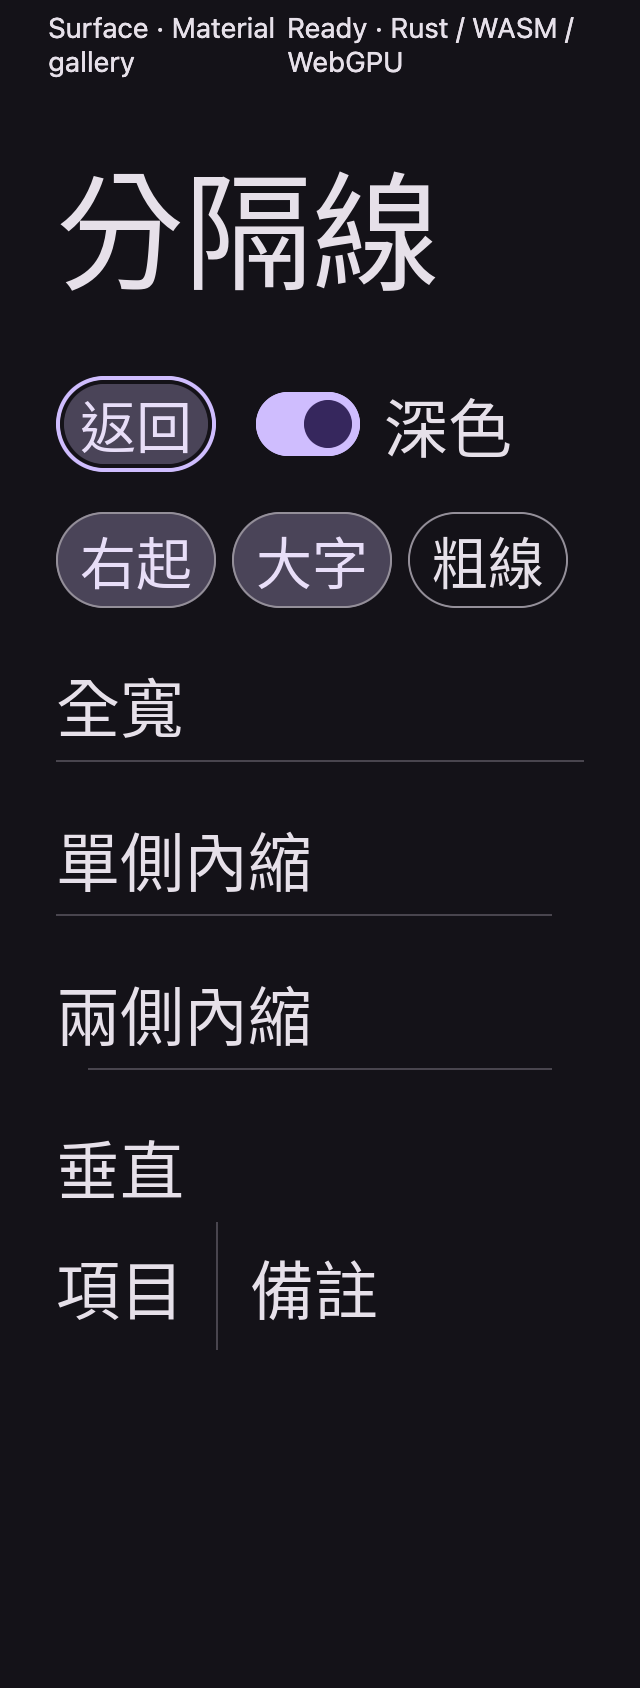 Surface · Material gallery
Ready · Rust / WASM / WebGPU
分隔線
返回
深色
右起
大字
粗線
全寬
單側內縮
兩側內縮
垂直
項目
備註